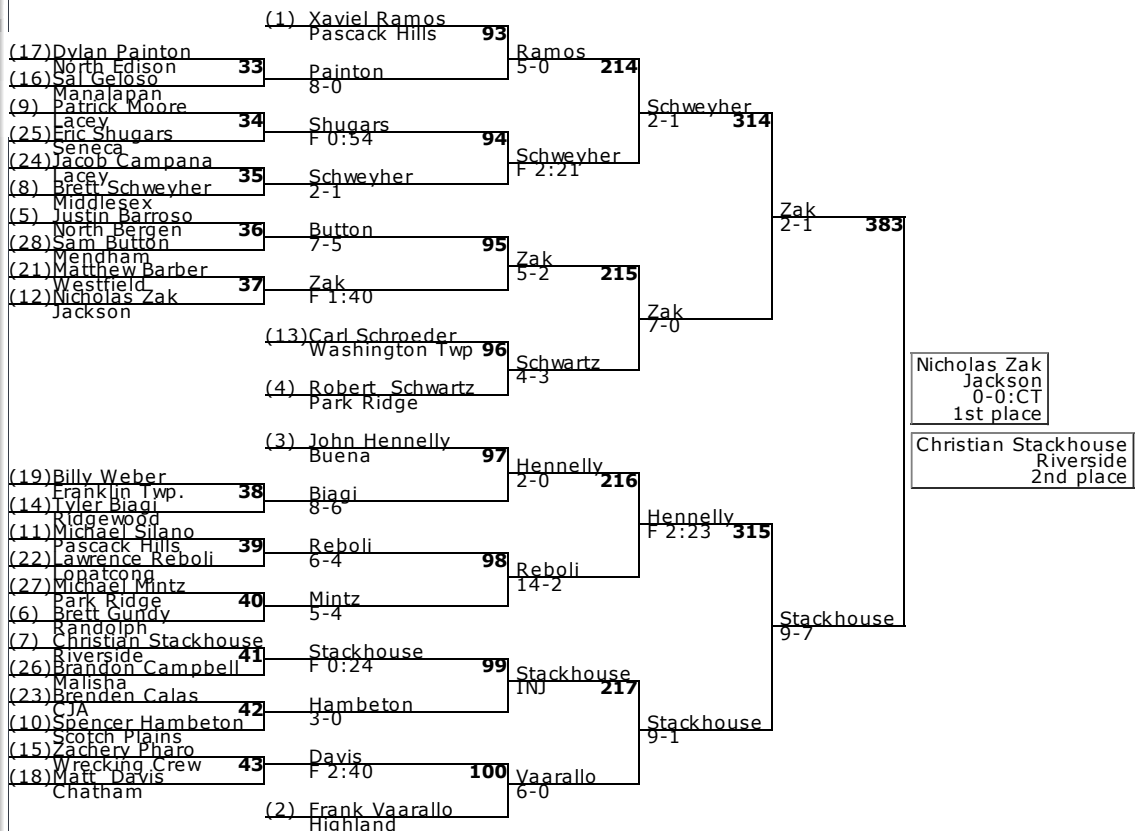 (1) Xaviel Ramos
Pascack Hills 93
(17) Dylan Painton
North Edison 33
(16) Sal Geloso
Manalapan
Painton
8-0
Ramos
5-0 214
(9) Patrick Moore
Lacey 34
(25) Eric Shugars
Seneca
Shugars
F 0:54 94
(24) Jacob Campana
Lacey 35
(8) Brett Schweyher
Middlesex
Schweyher
2-1
Schweyher
F 2:21
Schweyher
2-1 314
(5) Justin Barroso
North Bergen 36
(28) Sam Button
Mendham
Button
7-5 95
(21) Matthew Barber
Westfield 37
(12) Nicholas Zak
Jackson
Zak
F 1:40
Zak
5-2 215
(13) Carl Schroeder
Washington Twp 96
(4) Robert Schwartz
Park Ridge
Schwartz
4-3
Zak
7-0
Zak
2-1 383
Nicholas Zak
Jackson
0-0:CT
1st place
Christian Stackhouse
Riverside
2nd place
(3) John Hennelly
Buena 97
(19) Billy Weber
Franklin Twp. 38
(14) Tyler Biagi
Ridgewood
Biagi
8-6
Hennelly
2-0 216
(11) Michael Silano
Pascack Hills 39
(22) Lawrence Reboli
Lopatcong
Reboli
6-4 98
(27) Michael Mintz
Park Ridge 40
(6) Brett Gundy
Randolph
Mintz
5-4
Reboli
14-2
Hennelly
F 2:23 315
(7) Christian Stackhouse
Riverside 41
(26) Brandon Campbell
Malisha
Stackhouse
F 0:24 99
(23) Brenden Calas
CJA 42
(10) Spencer Hambeton
Scotch Plains
Hambeton
3-0
Stackhouse
INJ 217
(15) Zachery Pharo
Wrecking Crew 43
(18) Matt Davis
Chatham
Davis
F 2:40 100
(2) Frank Vaarallo
Highland
Vaarallo
6-0
Stackhouse
9-1
Stackhouse
9-7